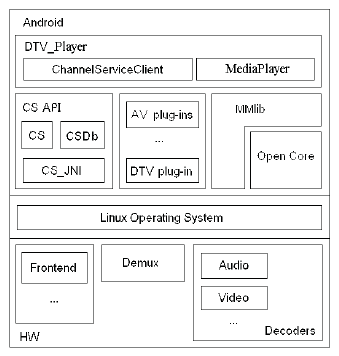 Android
DTV_Player
ChannelServiceClient
MediaPlayer
CS API
CS
CSDb
CS_JNI
AV plug-ins
...
DTV plug-in
MMlib
Open Core
Linux Operating System
Frontend
...
HW
Demux
Audio
Video
...
Decoders